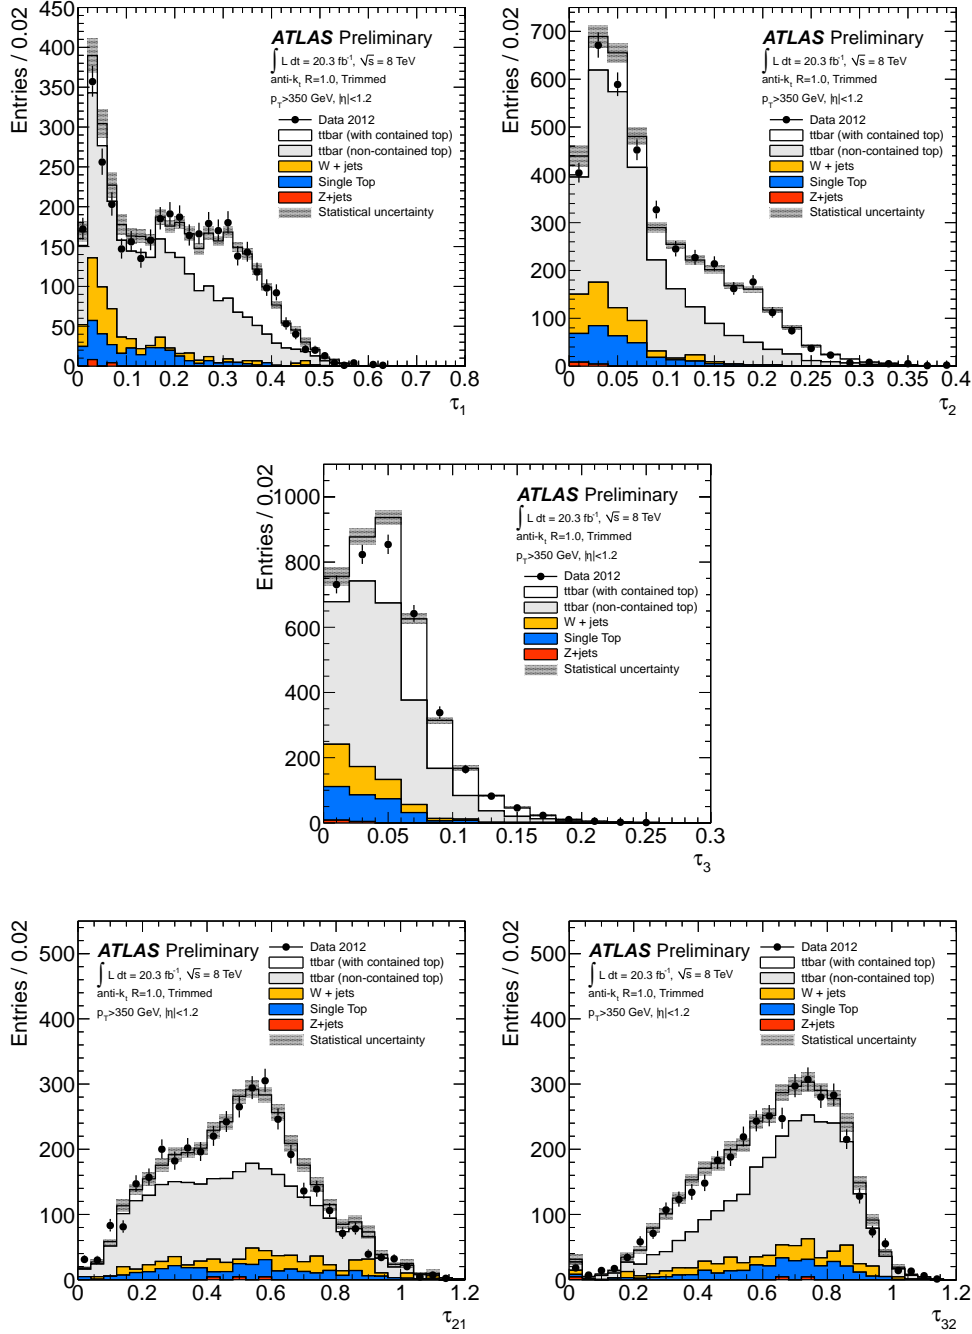 Entries / 0.02
450
400
350
300
250
200
150
100
50
0
ATLAS Preliminary
∫ L dt = 20.3 fb⁻¹, √s = 8 TeV
anti-kₜ R=1.0, Trimmed
p_T>350 GeV, |η|<1.2
Data 2012
ttbar (with contained top)
ttbar (non-contained top)
W + jets
Single Top
Z+jets
Statistical uncertainty
0 0.1 0.2 0.3 0.4 0.5 0.6 0.7 0.8
τ₁
Entries / 0.02
700
600
500
400
300
200
100
0
ATLAS Preliminary
∫ L dt = 20.3 fb⁻¹, √s = 8 TeV
anti-kₜ R=1.0, Trimmed
p_T>350 GeV, |η|<1.2
Data 2012
ttbar (with contained top)
ttbar (non-contained top)
W + jets
Single Top
Z+jets
Statistical uncertainty
0 0.05 0.1 0.15 0.2 0.25 0.3 0.35 0.4
τ₂
Entries / 0.02
1000
800
600
400
200
0
ATLAS Preliminary
∫ L dt = 20.3 fb⁻¹, √s = 8 TeV
anti-kₜ R=1.0, Trimmed
p_T>350 GeV, |η|<1.2
Data 2012
ttbar (with contained top)
ttbar (non-contained top)
W + jets
Single Top
Z+jets
Statistical uncertainty
0 0.05 0.1 0.15 0.2 0.25 0.3
τ₃
Entries / 0.02
500
400
300
200
100
0
ATLAS Preliminary
∫ L dt = 20.3 fb⁻¹, √s = 8 TeV
anti-kₜ R=1.0, Trimmed
p_T>350 GeV, |η|<1.2
Data 2012
ttbar (with contained top)
ttbar (non-contained top)
W + jets
Single Top
Z+jets
Statistical uncertainty
0 0.2 0.4 0.6 0.8 1 1.2
τ₂₁
Entries / 0.02
500
400
300
200
100
0
ATLAS Preliminary
∫ L dt = 20.3 fb⁻¹, √s = 8 TeV
anti-kₜ R=1.0, Trimmed
p_T>350 GeV, |η|<1.2
Data 2012
ttbar (with contained top)
ttbar (non-contained top)
W + jets
Single Top
Z+jets
Statistical uncertainty
0 0.2 0.4 0.6 0.8 1 1.2
τ₃₂